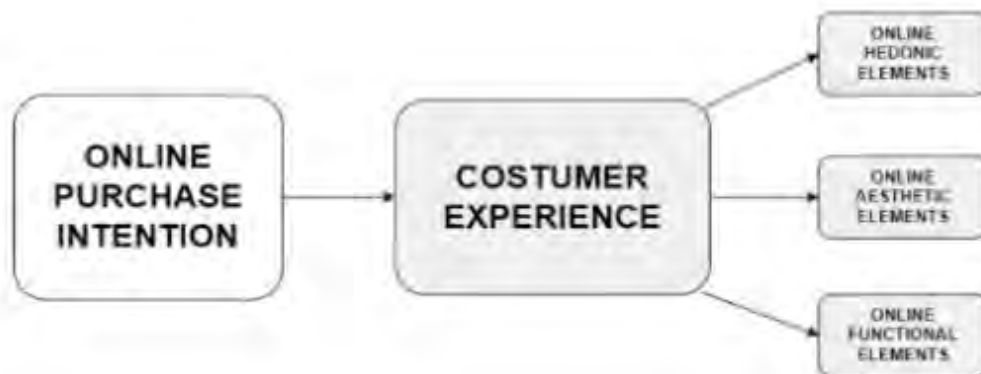 ONLINE
PURCHASE
INTENTION
COSTUMER
EXPERIENCE
ONLINE
HEDONIC
ELEMENTS
ONLINE
AESTHETIC
ELEMENTS
ONLINE
FUNCTIONAL
ELEMENTS